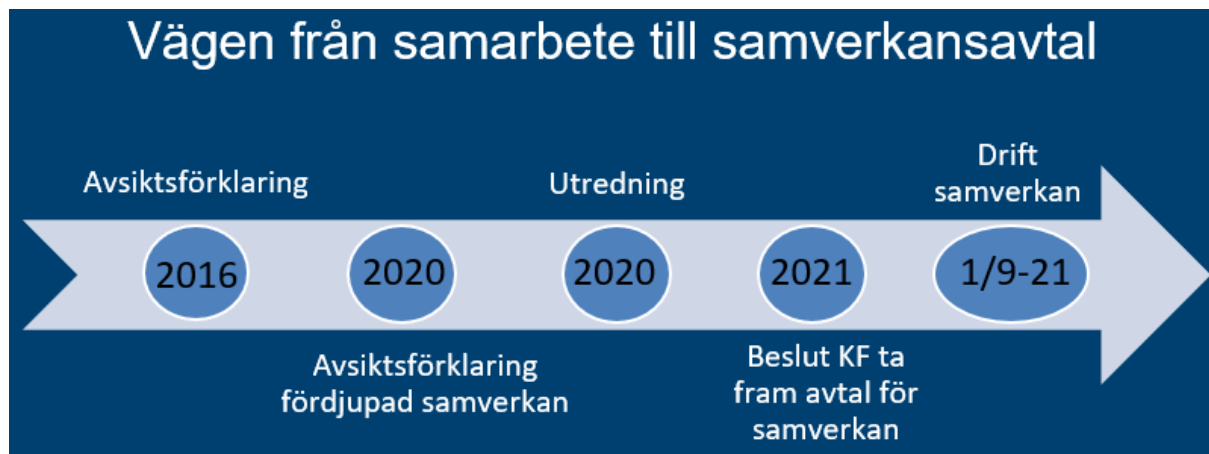 Vägen från samarbete till samverkansavtal
Avsiktsförklaring
Utredning
Drift
samverkan
2016
2020
2020
2021
1/9-21
Avsiktsförklaring
fördjupad samverkan
Beslut KF ta
fram avtal för
samverkan